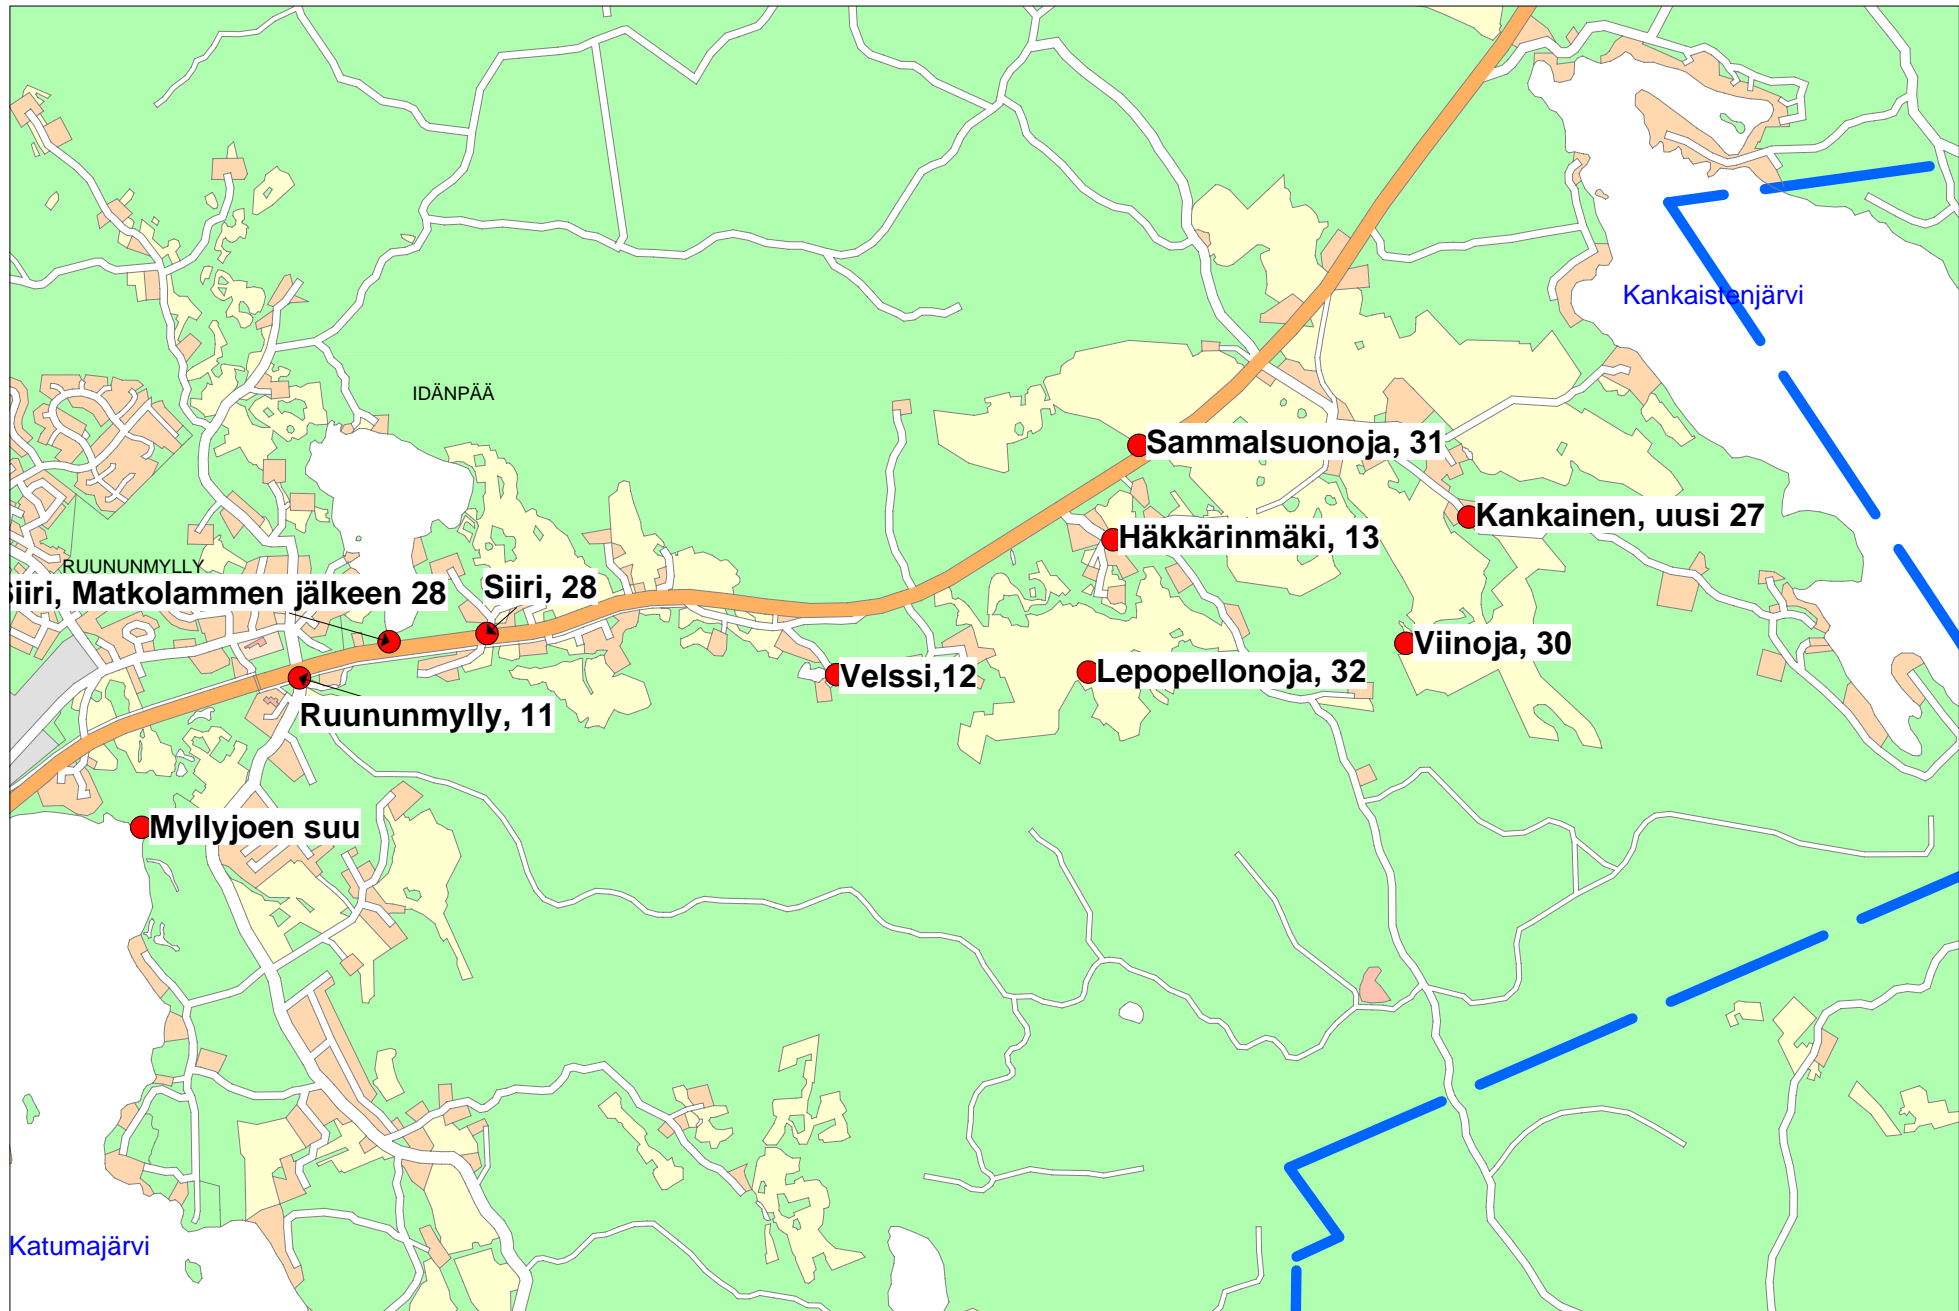 Kankaistenjärvi
IDÄNPÄÄ
Sammalsuonoja, 31
Kankainen, uusi 27
Häkkärinmäki, 13
RUUNUNMYLLY
Siiri, Matkolammen jälkeen 28
Siiri, 28
Viinoja, 30
Velssi,12
Lepopellonoja, 32
Ruununmylly, 11
Myllyjoen suu
Katumajärvi